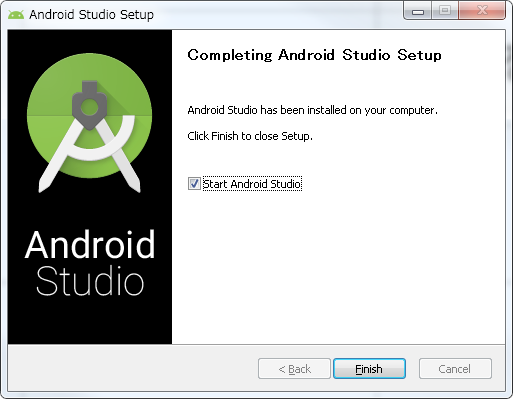 Android Studio Setup
Completing Android Studio Setup
Android Studio has been installed on your computer.
Click Finish to close Setup.
Start Android Studio
Android
Studio
< Back
Finish
Cancel